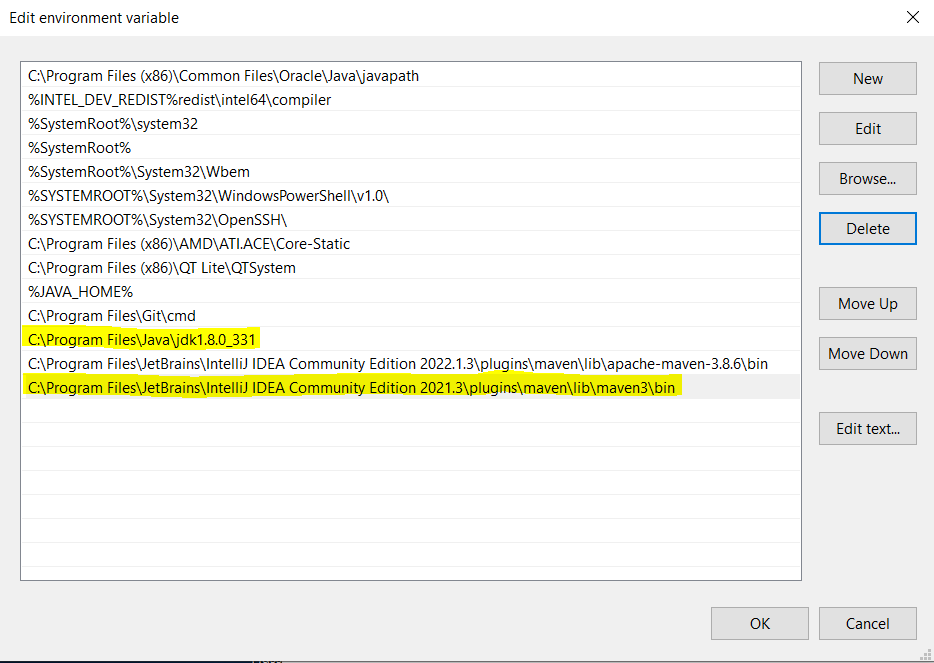 Edit environment variable
C:\Program Files (x86)\Common Files\Oracle\Java\javapath
New
%INTEL_DEV_REDIST%redist\intel64\compiler
%SystemRoot%\system32
Edit
%SystemRoot%
%SystemRoot%\System32\Wbem
Browse...
%SYSTEMROOT%\System32\WindowsPowerShell\v1.0\
%SYSTEMROOT%\System32\OpenSSH\
Delete
C:\Program Files (x86)\AMD\ATI.ACE\Core-Static
C:\Program Files (x86)\QT Lite\QTSystem
%JAVA_HOME%
Move Up
C:\Program Files\Git\cmd
C:\Program Files\Java\jdk1.8.0_331
Move Down
C:\Program Files\JetBrains\IntelliJ IDEA Community Edition 2022.1.3\plugins\maven\lib\apache-maven-3.8.6\bin
C:\Program Files\JetBrains\IntelliJ IDEA Community Edition 2021.3\plugins\maven\lib\maven3\bin
Edit text...
OK
Cancel